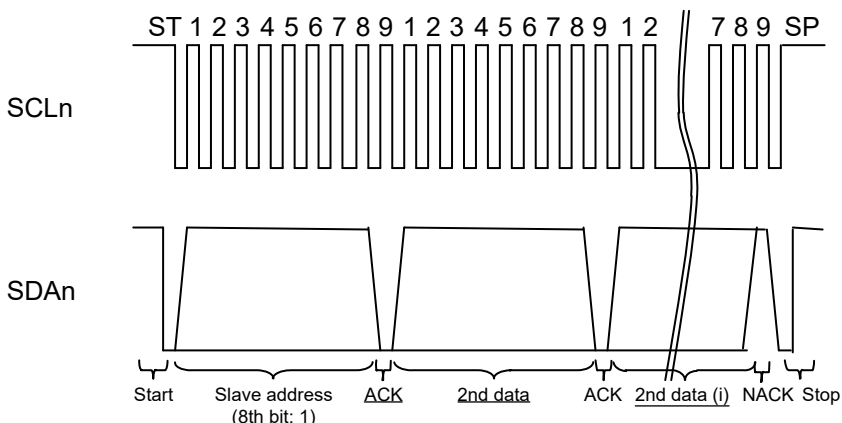 ST 1 2 3 4 5 6 7 8 9 1 2 3 4 5 6 7 8 9 1 2 7 8 9 SP
SCLn
SDAn
Start Slave address ACK 2nd data ACK 2nd data (i) NACK Stop
(8th bit: 1)